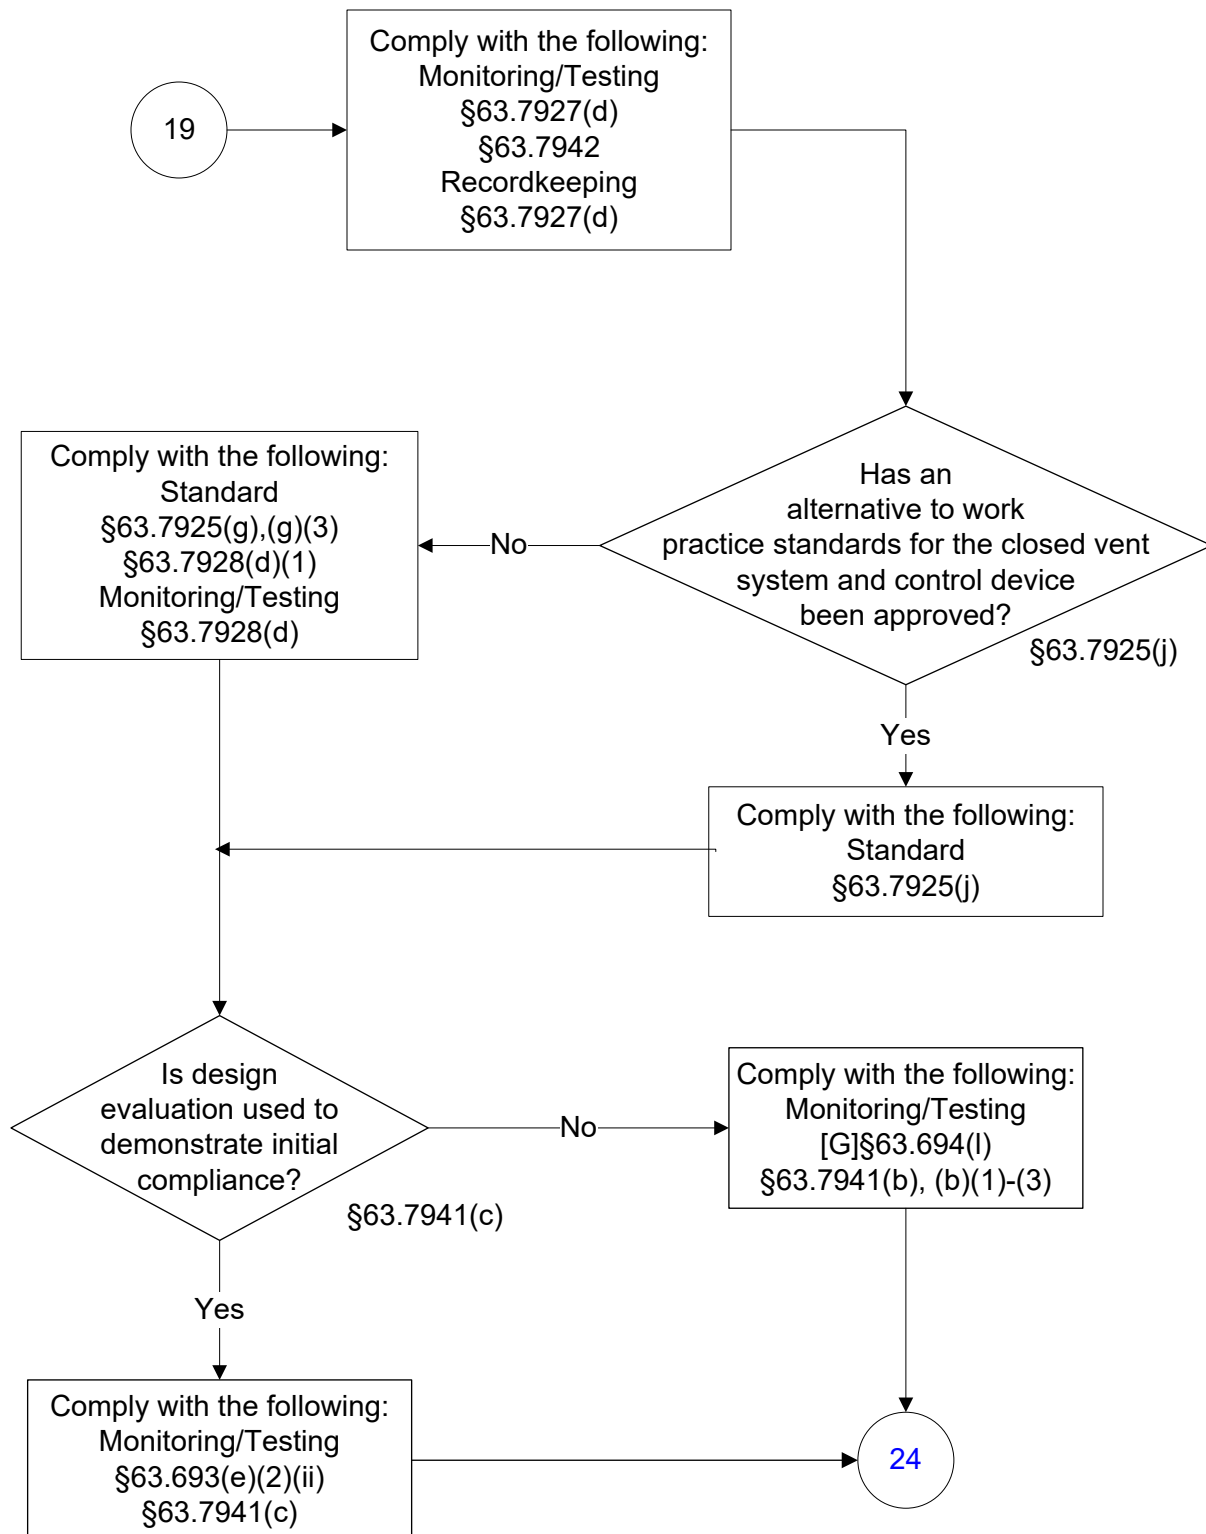 19
Comply with the following:
Monitoring/Testing
§63.7927(d)
§63.7942
Recordkeeping
§63.7927(d)
Has an
alternative to work
practice standards for the closed vent
system and control device
been approved?
§63.7925(j)
No
Comply with the following:
Standard
§63.7925(g),(g)(3)
§63.7928(d)(1)
Monitoring/Testing
§63.7928(d)
Yes
Comply with the following:
Standard
§63.7925(j)
Is design
evaluation used to
demonstrate initial
compliance?
§63.7941(c)
No
Comply with the following:
Monitoring/Testing
[G]§63.694(l)
§63.7941(b), (b)(1)-(3)
Yes
Comply with the following:
Monitoring/Testing
§63.693(e)(2)(ii)
§63.7941(c)
24